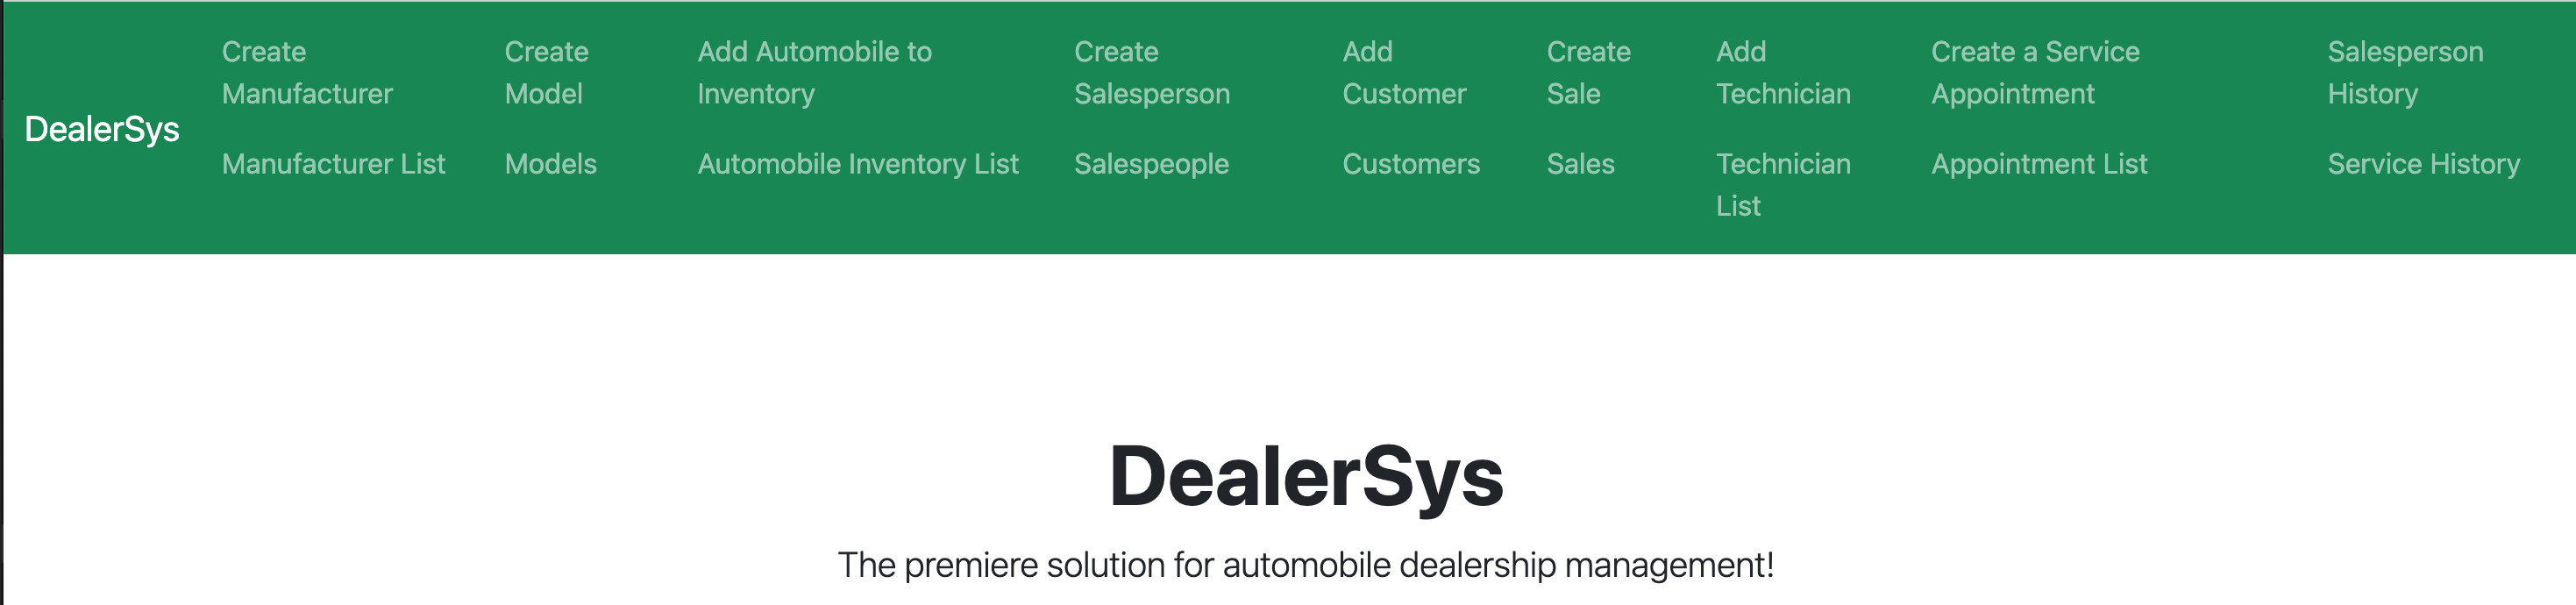 DealerSys
Create
Manufacturer
Manufacturer List
Create
Model
Models
Add Automobile to
Inventory
Automobile Inventory List
Create
Salesperson
Salespeople
Add
Customer
Customers
Create
Sale
Sales
Add
Technician
Technician
List
Create a Service
Appointment
Appointment List
Salesperson
History
Service History
DealerSys
The premiere solution for automobile dealership management!